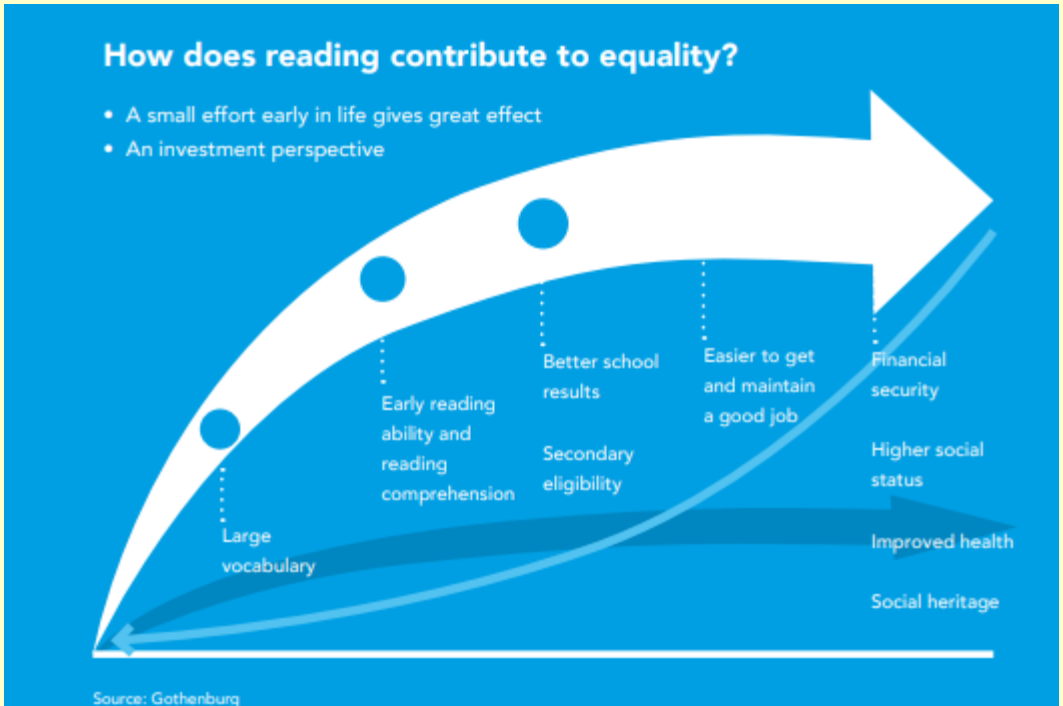 How does reading contribute to equality?
• A small effort early in life gives great effect
• An investment perspective
Large
vocabulary
Early reading
ability and
reading
comprehension
Better school
results
Secondary
eligibility
Easier to get
and maintain
a good job
Financial
security
Higher social
status
Improved health
Social heritage
Source: Gothenburg